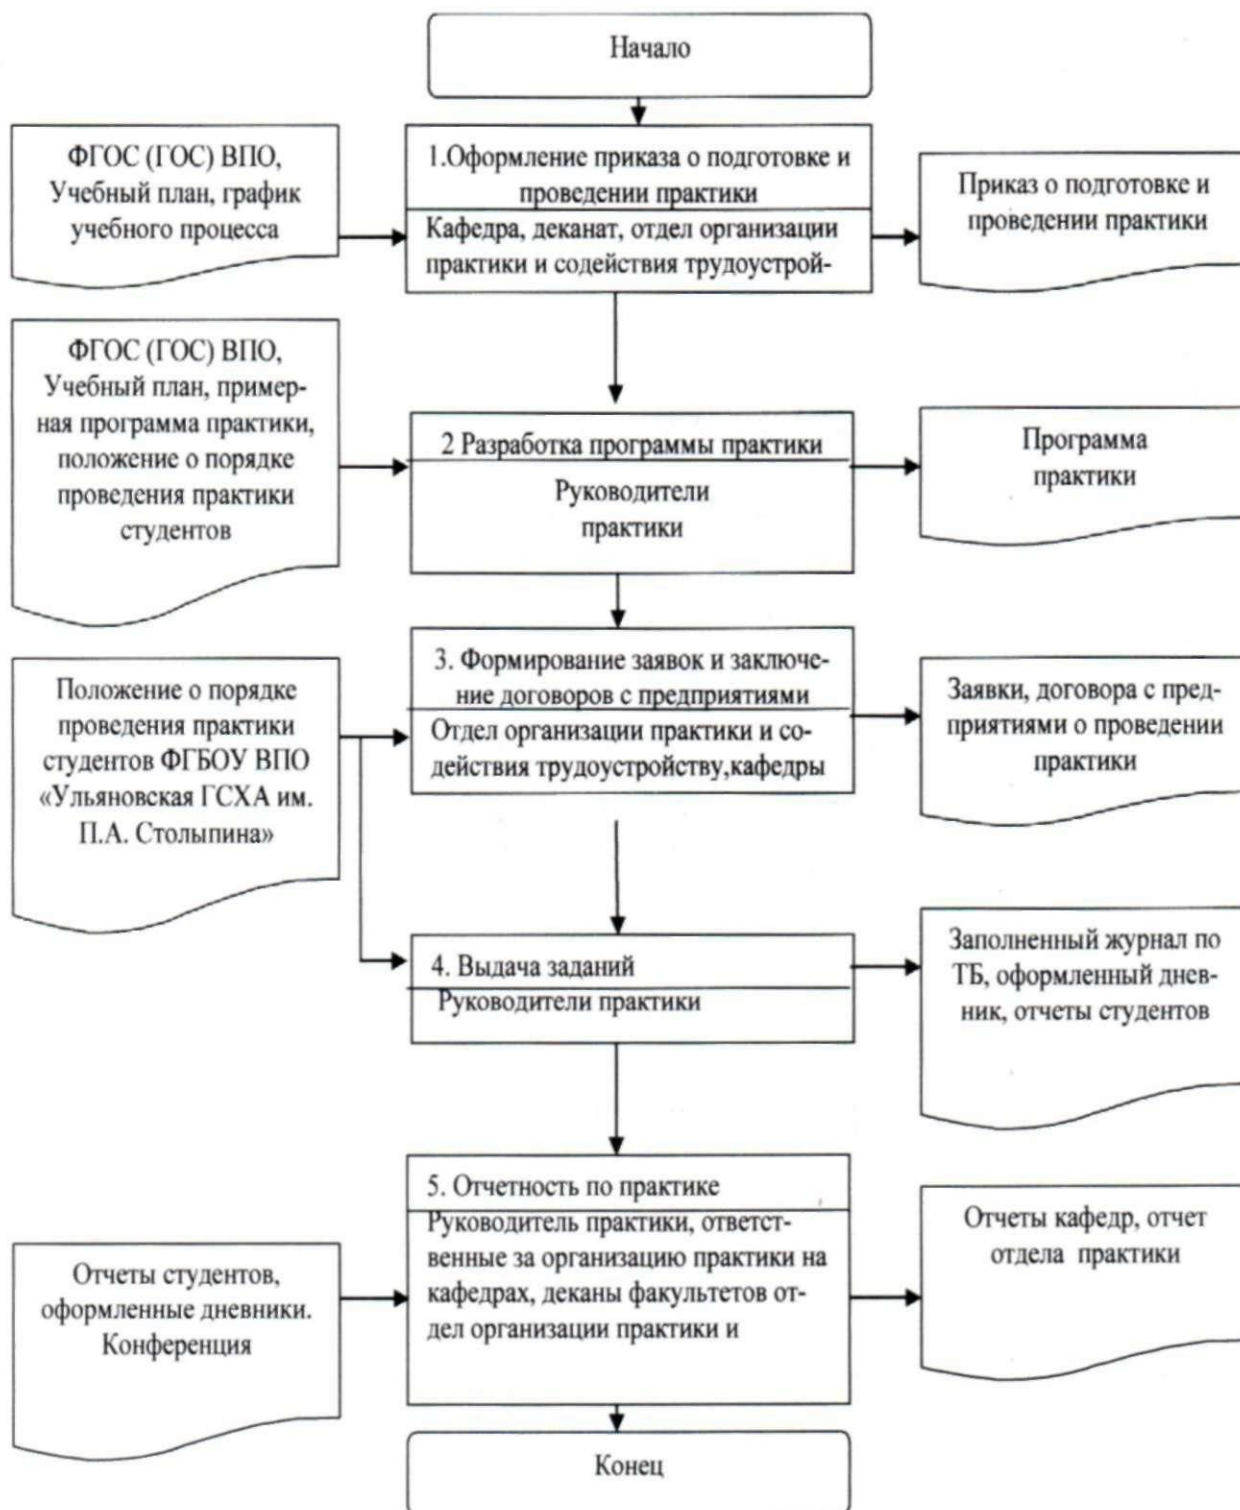 Начало
ФГОС (ГОС) ВПО,
Учебный план, график
учебного процесса
1.Оформление приказа о подготовке и
проведении практики
Кафедра, деканат, отдел организации
практики и содействия трудоустрой-
Приказ о подготовке и
проведении практики
ФГОС (ГОС) ВПО,
Учебный план, пример-
ная программа практики,
положение о порядке
проведения практики
студентов
2 Разработка программы практики
Руководители
практики
Программа
практики
Положение о порядке
проведения практики
студентов ФГБОУ ВПО
«Ульяновская ГСХА им.
П.А. Столыпина»
3. Формирование заявок и заключе-
ние договоров с предприятиями
Отдел организации практики и со-
действия трудоустройству,кафедры
Заявки, договора с пред-
приятиями о проведении
практики
4. Выдача заданий
Руководители практики
Заполненный журнал по
ТБ, оформленный днев-
ник, отчеты студентов
Отчеты студентов,
оформленные дневники.
Конференция
5. Отчетность по практике
Руководитель практики, ответст-
венные за организацию практики на
кафедрах, деканы факультетов от-
дел организации практики и
Отчеты кафедр, отчет
отдела практики
Конец